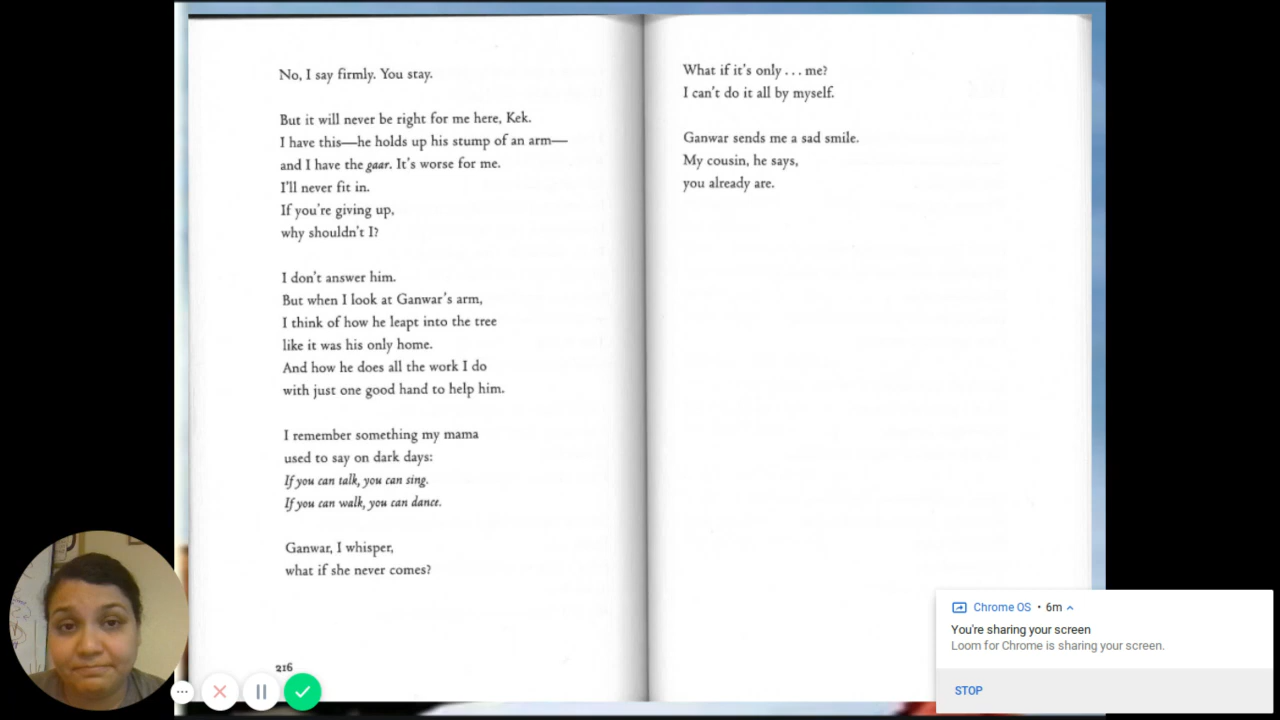 No, I say firmly. You stay.
But it will never be right for me here, Kek.
I have this—he holds up his stump of an arm—
and I have the gaar. It's worse for me.
I'll never fit in.
If you're giving up,
why shouldn't I?
I don't answer him.
But when I look at Ganwar's arm,
I think of how he leapt into the tree
like it was his only home.
And how he does all the work I do
with just one good hand to help him.
I remember something my mama
used to say on dark days:
If you can talk, you can sing.
If you can walk, you can dance.
Ganwar, I whisper,
what if she never comes?
216
What if it's only . . . me?
I can't do it all by myself.
Ganwar sends me a sad smile.
My cousin, he says,
you already are.
Chrome OS • 6m
You're sharing your screen
Loom for Chrome is sharing your screen.
STOP